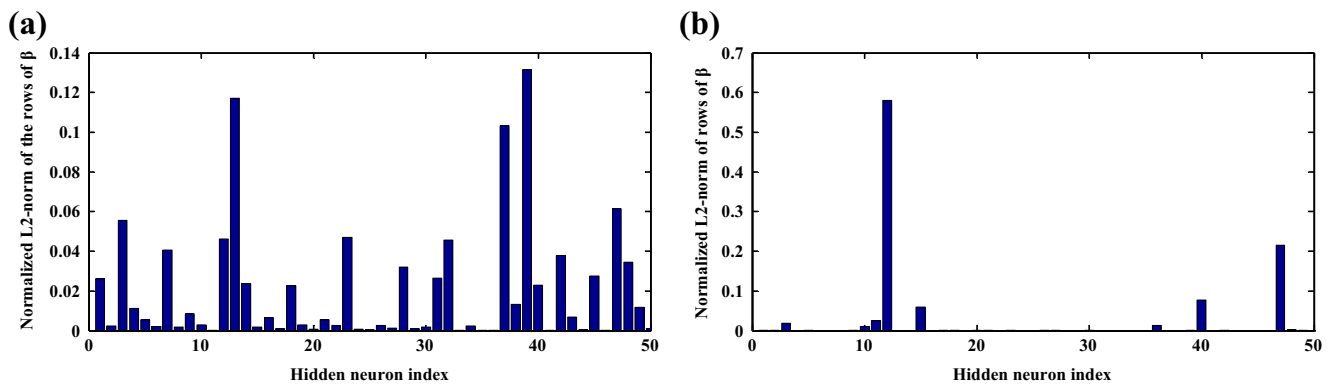 (a)
Normalized L2-norm of the rows of β
0.14
0.12
0.1
0.08
0.06
0.04
0.02
0
0 10 20 30 40 50
Hidden neuron index
(b)
Normalized L2-norm of rows of β
0.7
0.6
0.5
0.4
0.3
0.2
0.1
0
0 10 20 30 40 50
Hidden neuron index